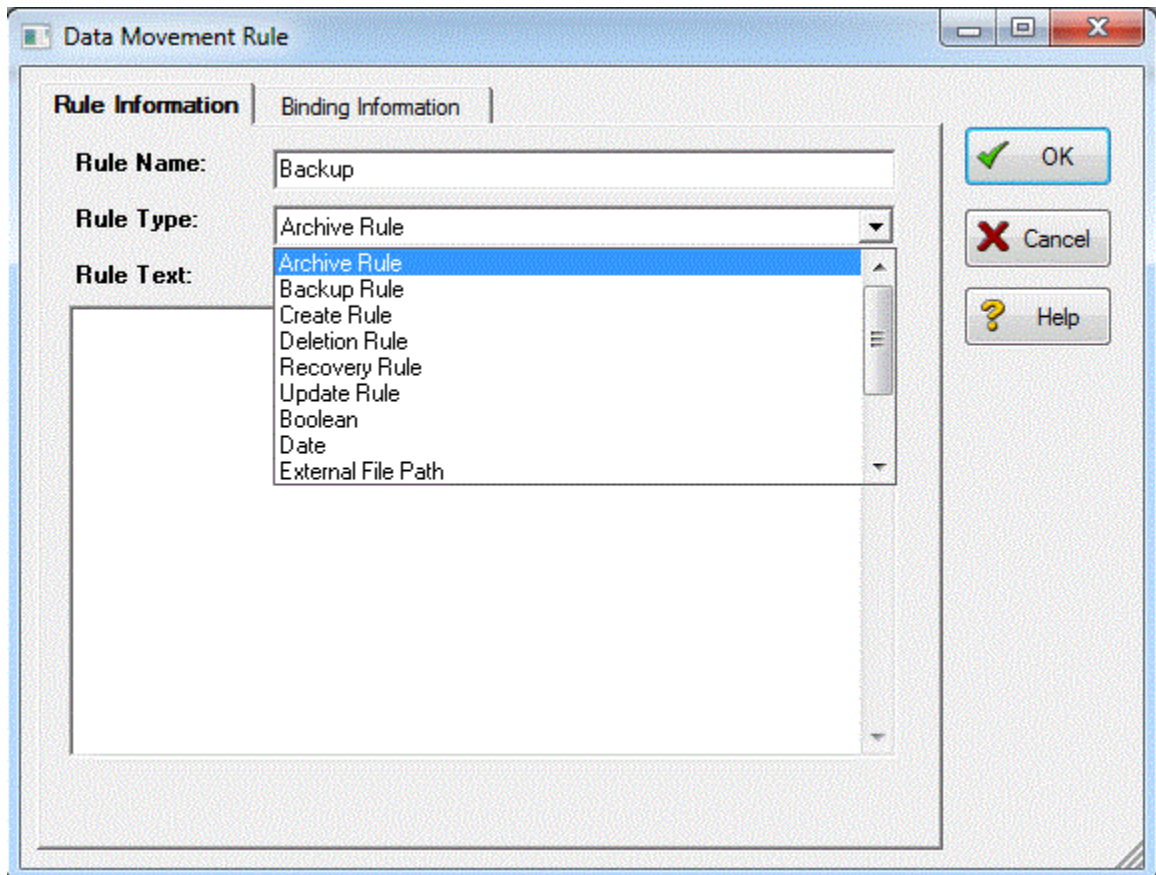 Data Movement Rule
Rule Information
Binding Information
Rule Name:
Backup
OK
Rule Type:
Archive Rule
Cancel
Rule Text:
Archive Rule
Backup Rule
Create Rule
Deletion Rule
Recovery Rule
Update Rule
Boolean
Date
External File Path
Help